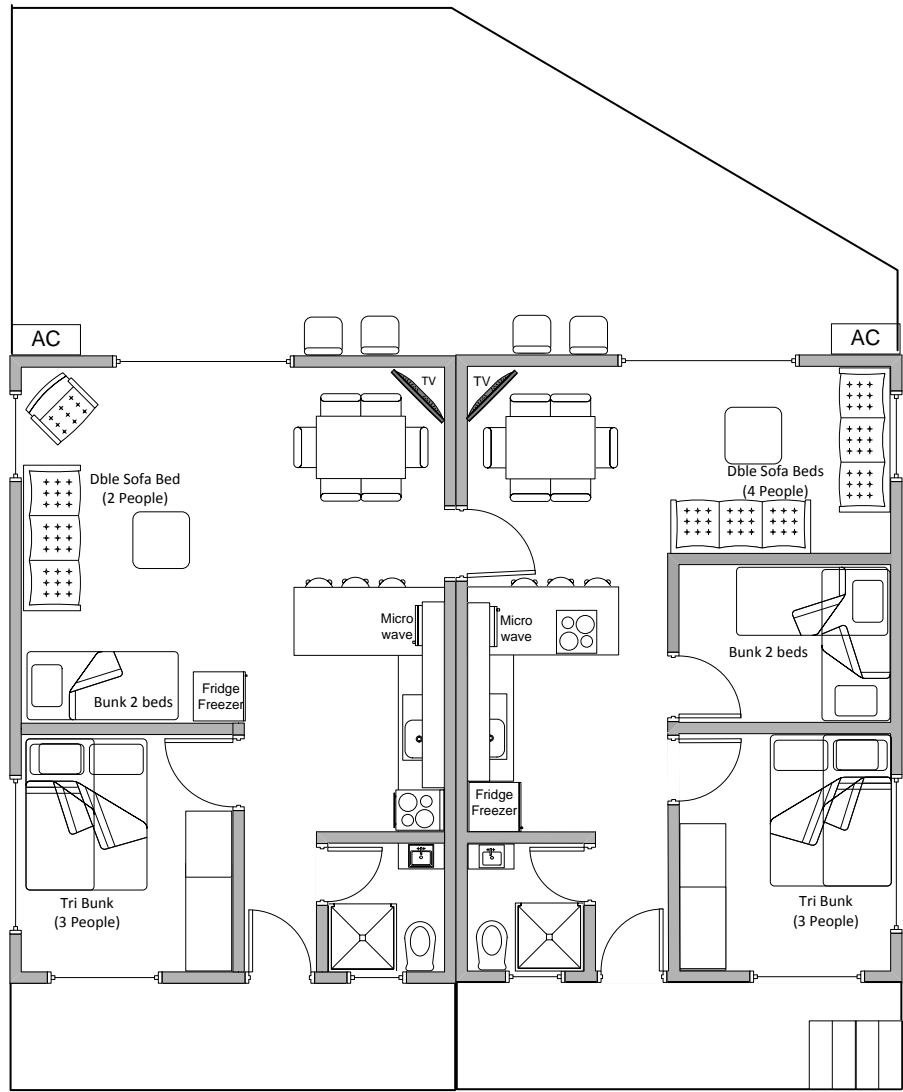 AC
AC
TV
TV
Dble Sofa Bed
(2 People)
Dble Sofa Beds
(4 People)
Micro
wave
Micro
wave
Bunk 2 beds
Fridge
Freezer
Bunk 2 beds
Fridge
Freezer
Tri Bunk
(3 People)
Tri Bunk
(3 People)